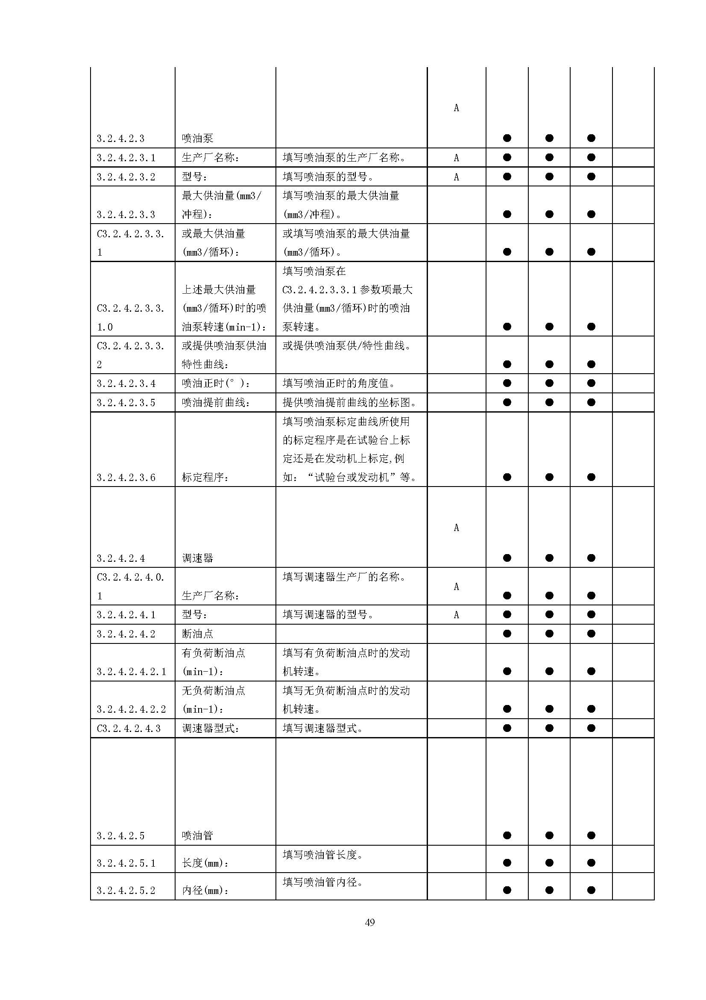 A
3.2.4.2.3 喷油泵 ● ● ●
3.2.4.2.3.1 生产厂名称: 填写喷油泵的生产厂名称。 A ● ● ●
3.2.4.2.3.2 型号: 填写喷油泵的型号。 A ● ● ●
最大供油量(mm3/ 填写喷油泵的最大供油量
3.2.4.2.3.3 冲程): (mm3/冲程)。 ● ● ●
C3.2.4.2.3.3. 或最大供油量 或填写喷油泵的最大供油量
1 (mm3/循环): (mm3/循环)。 ● ● ●
填写喷油泵在
上述最大供油量 C3.2.4.2.3.3.1参数项最大
C3.2.4.2.3.3. (mm3/循环)时的喷 供油量(mm3/循环)时的喷油
1.0 油泵转速(min-1): 泵转速。 ● ● ●
C3.2.4.2.3.3. 或提供喷油泵供油 或提供喷油泵供/特性曲线。
2 特性曲线: ● ● ●
3.2.4.2.3.4 喷油正时(° ): 填写喷油正时的角度值。 ● ● ●
3.2.4.2.3.5 喷油提前曲线: 提供喷油提前曲线的坐标图。 ● ● ●
填写喷油泵标定曲线所使用
的标定程序是在试验台上标
定还是在发动机上标定,例
3.2.4.2.3.6 标定程序: 如: “试验台或发动机”等。 ● ● ●
A
3.2.4.2.4 调速器 ● ● ●
C3.2.4.2.4.0. 填写调速器生产厂的名称。 A
1 生产厂名称: ● ● ●
3.2.4.2.4.1 型号: 填写调速器的型号。 A ● ● ●
3.2.4.2.4.2 断油点 ● ● ●
有负荷断油点 填写有负荷断油点时的发动
3.2.4.2.4.2.1 (min-1): 机转速。 ● ● ●
无负荷断油点 填写无负荷断油点时的发动
3.2.4.2.4.2.2 (min-1): 机转速。 ● ● ●
C3.2.4.2.4.3 调速器型式: 填写调速器型式。 ● ● ●
3.2.4.2.5 喷油管 ● ● ●
填写喷油管长度。
3.2.4.2.5.1 长度(mm): ● ● ●
填写喷油管内径。
3.2.4.2.5.2 内径(mm): ● ● ●
49